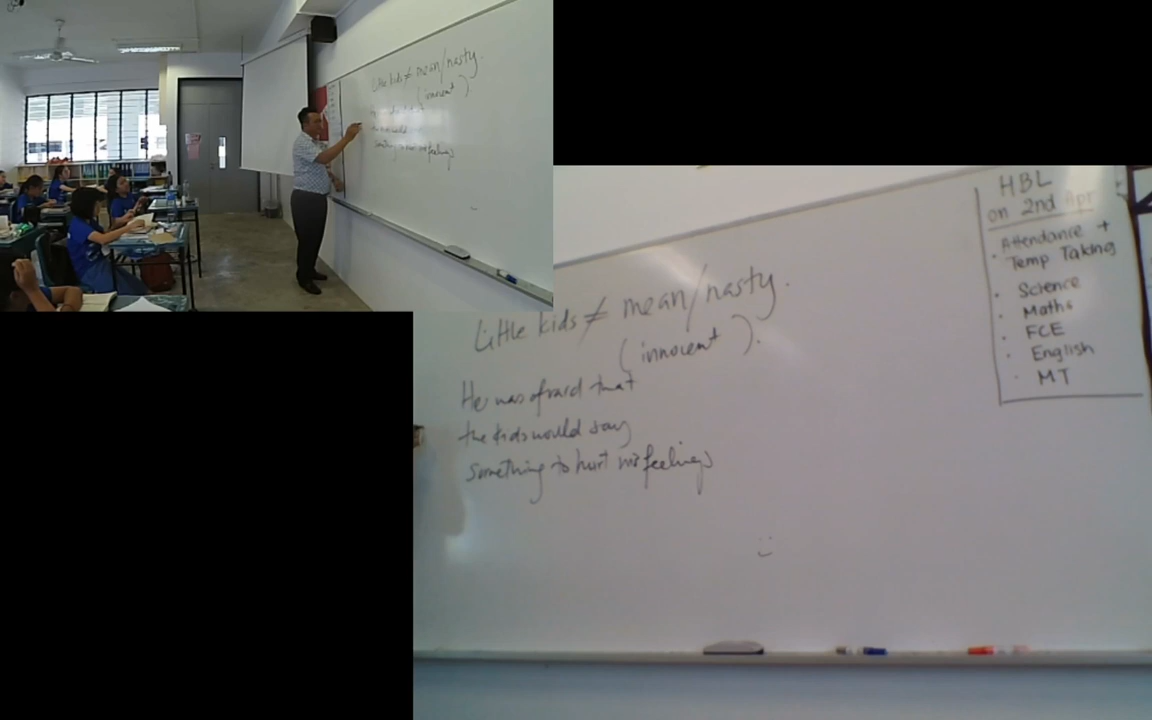 Little kids ≠ mean/nasty.
(innocent).
He was afraid that
the kids would say
something to hurt his feelings
HBL
on 2nd Apr
· Attendance +
Temp Taking
· Science
· Maths
· FCE
· English
· MT